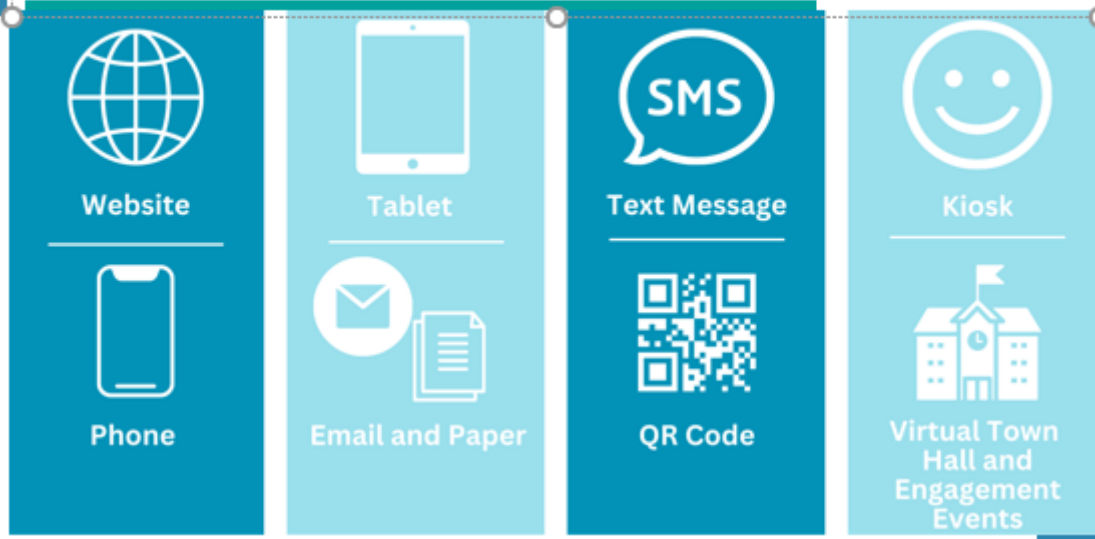 Website
Tablet
SMS
Text Message
Kiosk
Phone
Email and Paper
QR Code
Virtual Town
Hall and
Engagement
Events